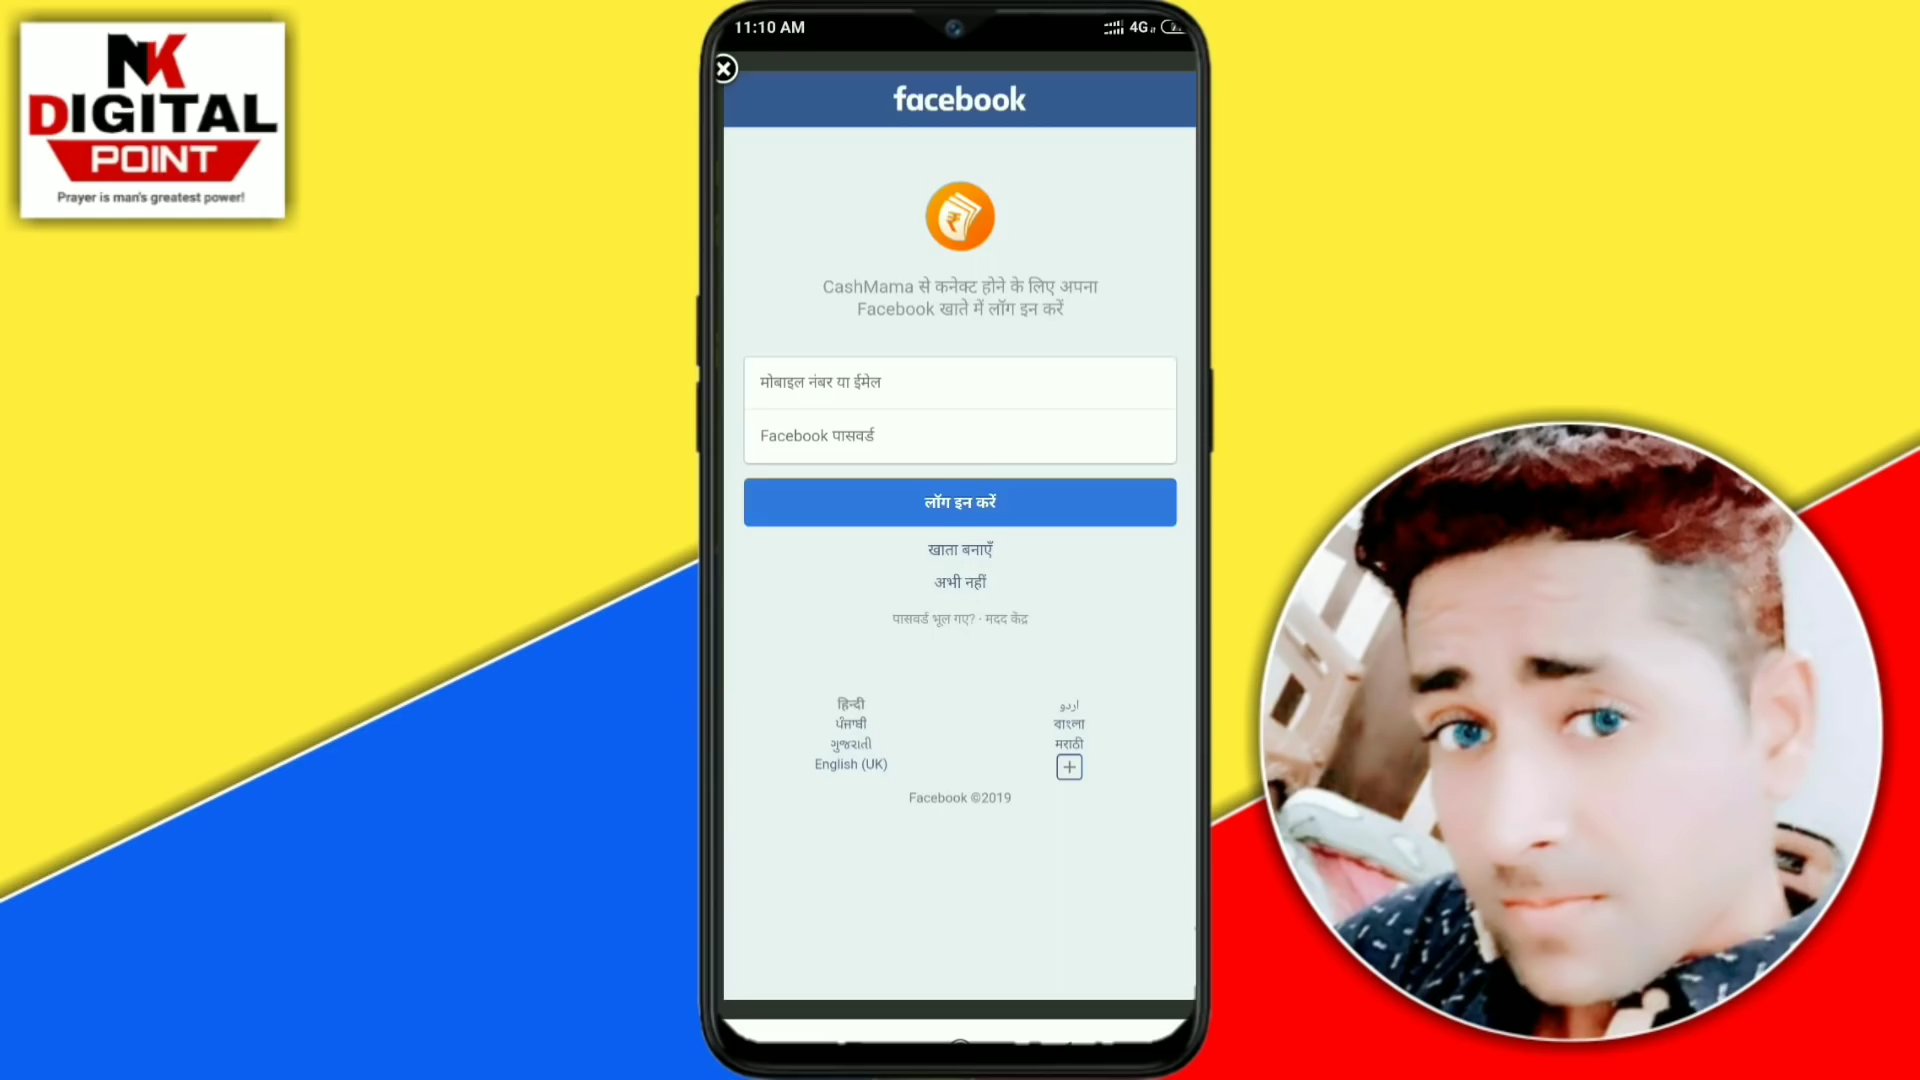 NK
DIGITAL
POINT
Prayer is man's greatest power!
11:10 AM
4G
facebook
CashMama से कनेक्ट होने के लिए अपना
Facebook खाते में लॉग इन करें
मोबाइल नंबर या ईमेल
Facebook पासवर्ड
लॉग इन करें
खाता बनाएँ
अभी नहीं
पासवर्ड भूल गए? · मदद केंद्र
हिन्दी
اردو
ਪੰਜਾਬੀ
বাংলা
ગુજરાતી
मराठी
English (UK)
Facebook ©2019